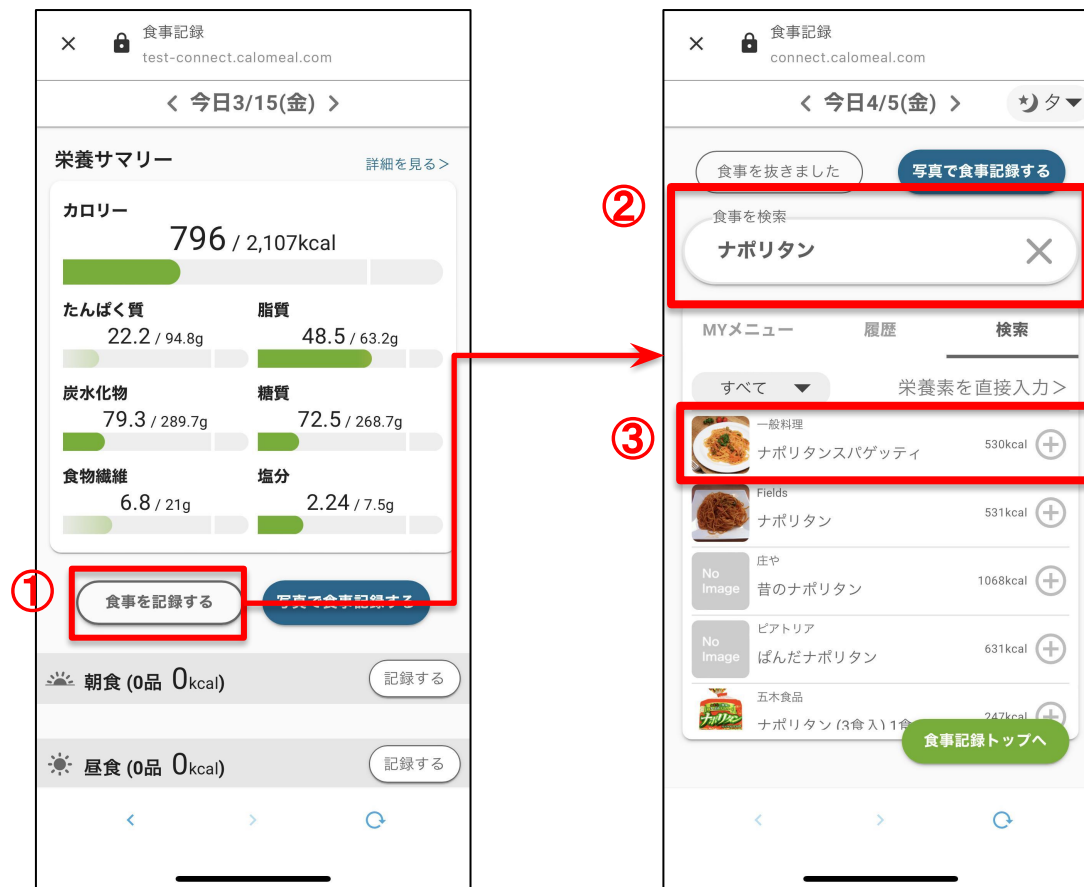 食事記録
test-connect.calomeal.com
< 今日3/15(金) >
栄養サマリー
詳細を見る>
カロリー
796 / 2,107kcal
たんぱく質
22.2 / 94.8g
脂質
48.5 / 63.2g
炭水化物
79.3 / 289.7g
糖質
72.5 / 268.7g
食物繊維
6.8 / 21g
塩分
2.24 / 7.5g
①
食事を記録する
写真で食事記録する
朝食 (0品 0kcal)
記録する
昼食 (0品 0kcal)
記録する
食事記録
connect.calomeal.com
< 今日4/5(金) >
夕
食事を抜きました
写真で食事記録する
②
食事を検索
ナポリタン
MYメニュー
履歴
検索
すべて
栄養素を直接入力>
③
一般料理
ナポリタンスパゲッティ
530kcal
Fields
ナポリタン
531kcal
No Image
庄や
昔のナポリタン
1068kcal
No Image
ピアトリア
ぱんだナポリタン
631kcal
ナポリタン
五木食品
ナポリタン (3食入) 1食
247kcal
食事記録トップへ